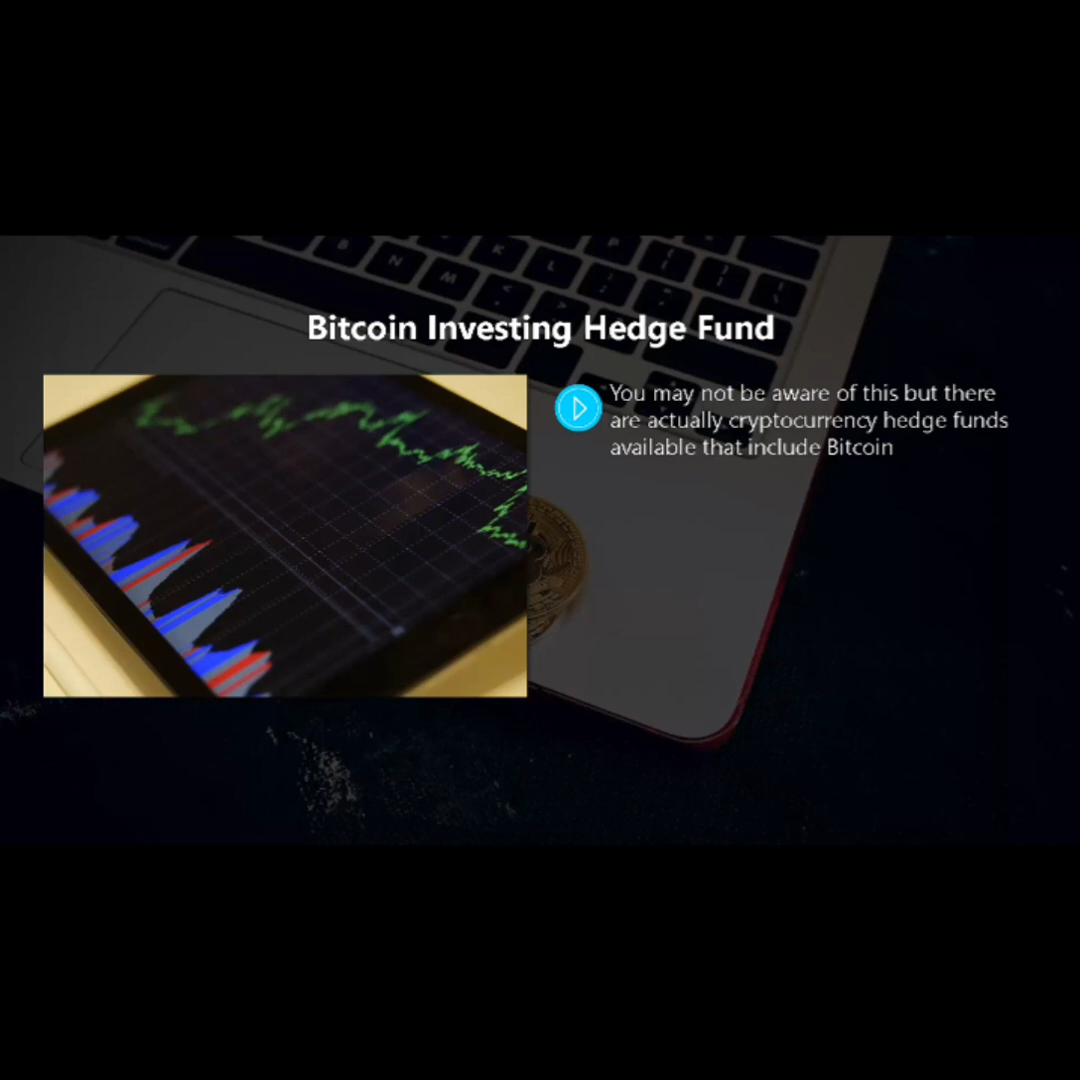 Bitcoin Investing Hedge Fund
You may not be aware of this but there
are actually cryptocurrency hedge funds
available that include Bitcoin